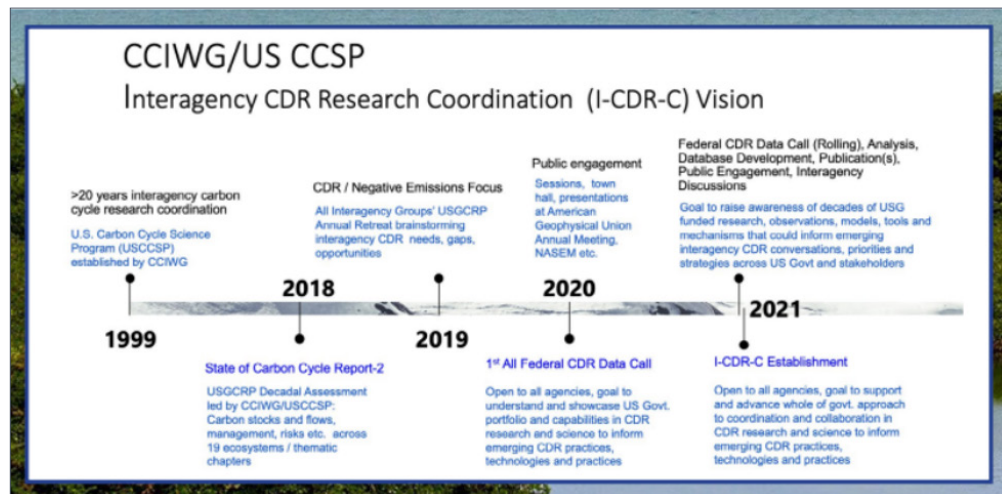 CCIWG/US CCSP
Interagency CDR Research Coordination (I-CDR-C) Vision
>20 years interagency carbon
cycle research coordination
U.S. Carbon Cycle Science
Program (USCCSP)
established by CCIWG
1999
2018
State of Carbon Cycle Report-2
USGCRP Decadal Assessment
led by CCIWG/USCCSP:
Carbon stocks and flows,
management, risks etc. across
19 ecosystems / thematic
chapters
CDR / Negative Emissions Focus
All Interagency Groups' USGCRP
Annual Retreat brainstorming
interagency CDR needs, gaps,
opportunities
2019
Public engagement
Sessions, town
hall, presentations
at American
Geophysical Union
Annual Meeting,
NASEM etc.
2020
1st All Federal CDR Data Call
Open to all agencies, goal to
understand and showcase US Govt.
portfolio and capabilities in CDR
research and science to inform
emerging CDR practices,
technologies and practices
Federal CDR Data Call (Rolling), Analysis,
Database Development, Publication(s),
Public Engagement, Interagency
Discussions
Goal to raise awareness of decades of USG
funded research, observations, models, tools and
mechanisms that could inform emerging
interagency CDR conversations, priorities and
strategies across US Govt and stakeholders
2021
I-CDR-C Establishment
Open to all agencies, goal to support
and advance whole of govt. approach
to coordination and collaboration in
CDR research and science to inform
emerging CDR practices,
technologies and practices